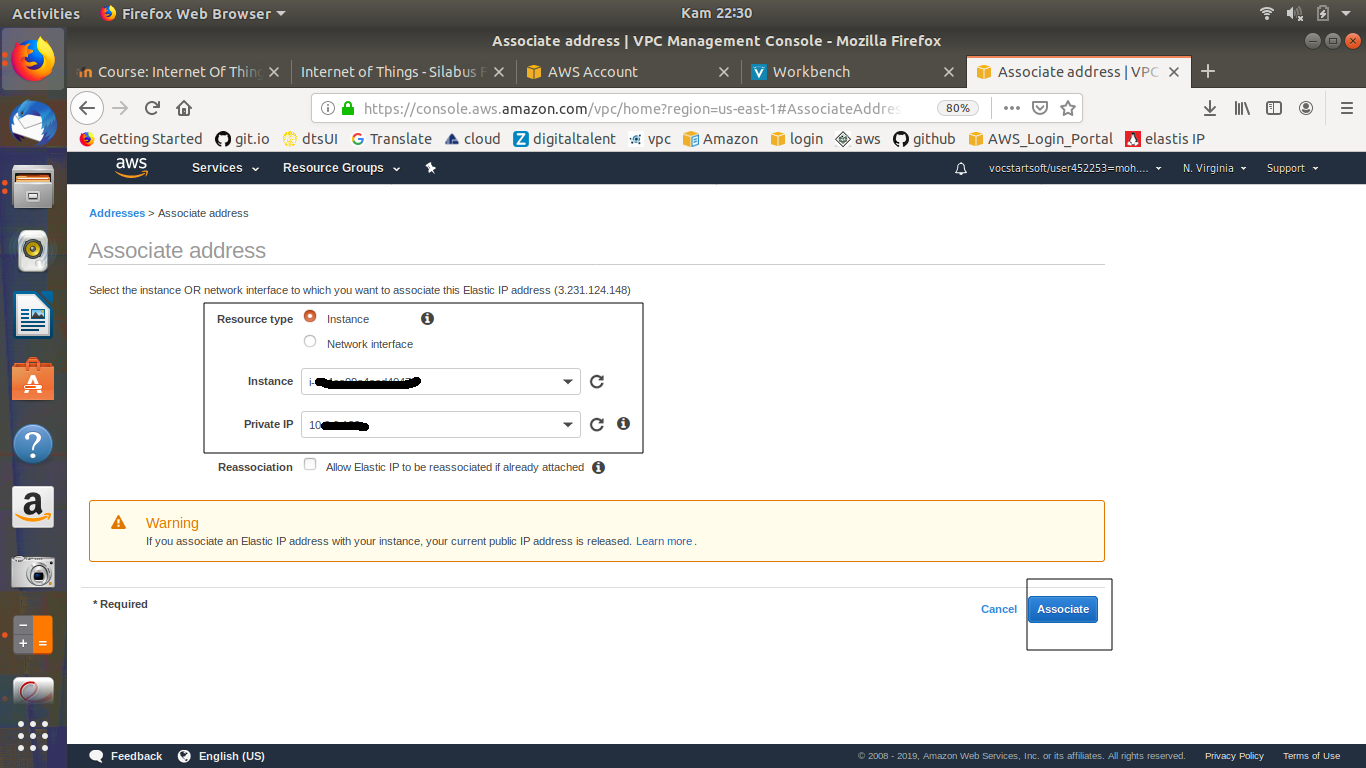 Activities Firefox Web Browser Kam 22:30
Associate address | VPC Management Console - Mozilla Firefox
Course: Internet Of Thing Internet of Things - Silabus AWS Account Workbench Associate address | VPC
https://console.aws.amazon.com/vpc/home?region=us-east-1#AssociateAddres 80%
Getting Started git.io dtsUI Translate cloud digitaltalent vpc Amazon login aws github AWS_Login_Portal elastis IP
aws Services Resource Groups vocstartsoft/user452253=moh.... N. Virginia Support
Addresses > Associate address
Associate address
Select the instance OR network interface to which you want to associate this Elastic IP address (3.231.124.148)
Resource type Instance
Network interface
Instance i-
Private IP 10
Reassociation Allow Elastic IP to be reassociated if already attached
Warning
If you associate an Elastic IP address with your instance, your current public IP address is released. Learn more.
* Required Cancel Associate
Feedback English (US) © 2008 - 2019, Amazon Web Services, Inc. or its affiliates. All rights reserved. Privacy Policy Terms of Use